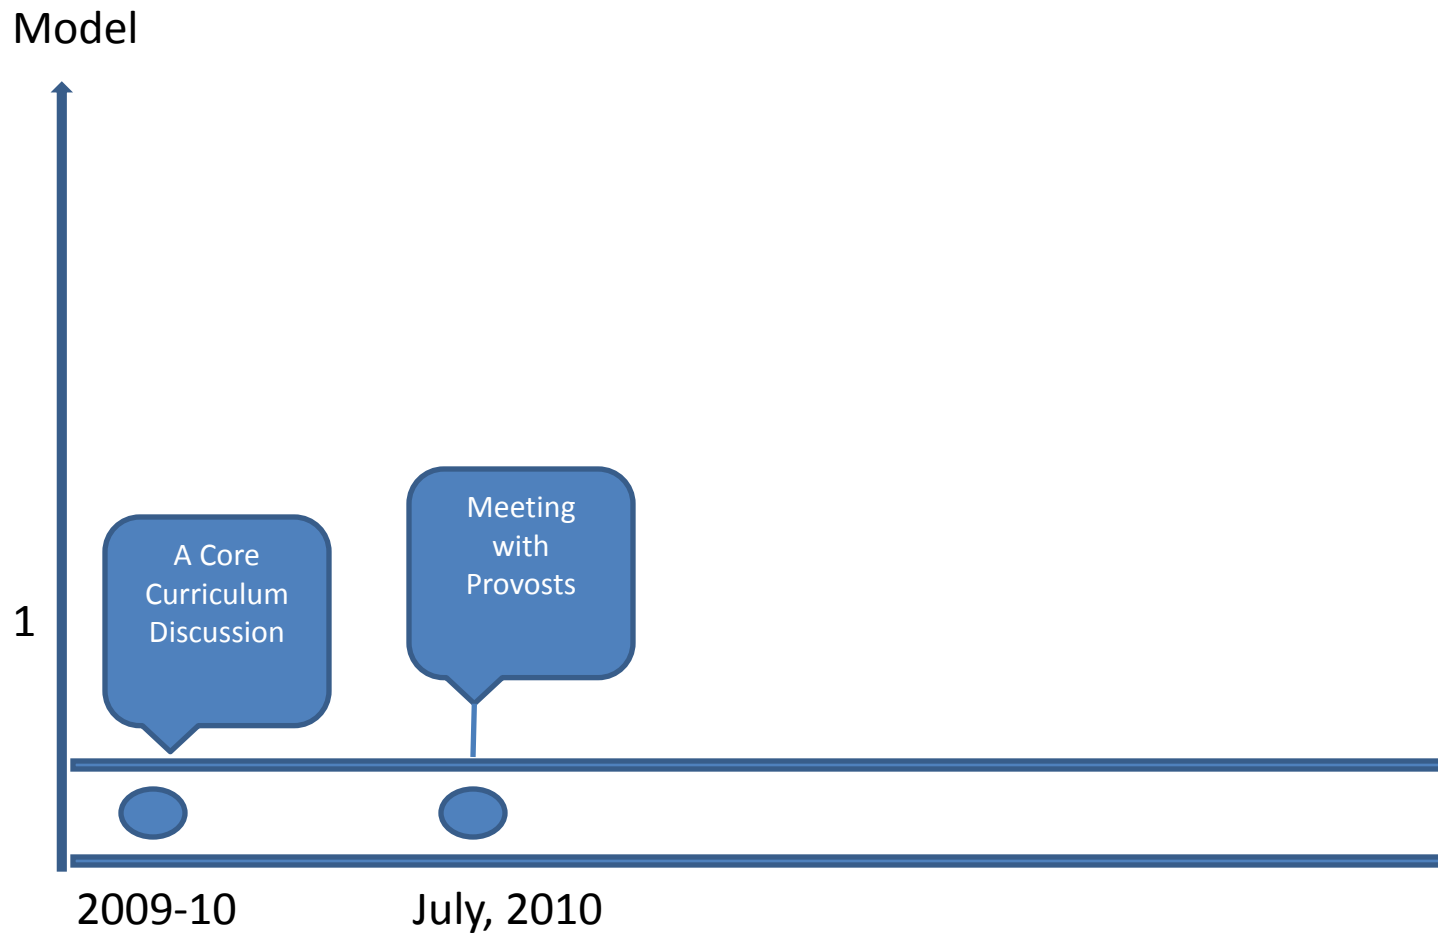 Model
Meeting
with
Provosts
A Core
Curriculum
Discussion
1
2009-10
July, 2010